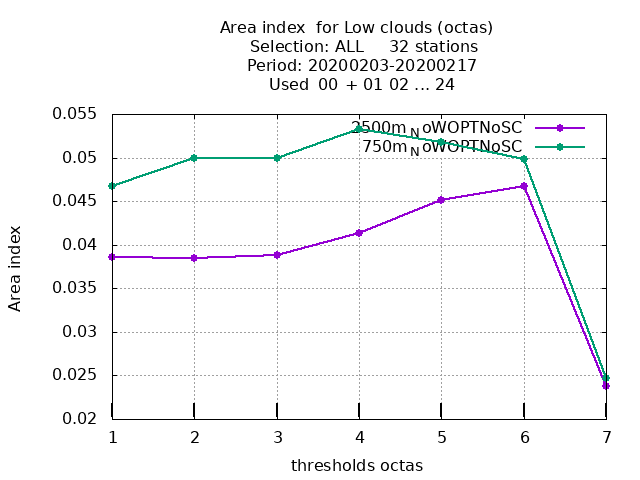 Area index  for Low clouds (octas)
Selection: ALL     32 stations
Period: 20200203-20200217
Used  00 + 01 02 ... 24
2500m_NoWOPTNoSC
750m_NoWOPTNoSC
0.055
0.05
0.045
0.04
0.035
0.03
0.025
0.02
Area index
1 2 3 4 5 6 7
thresholds octas